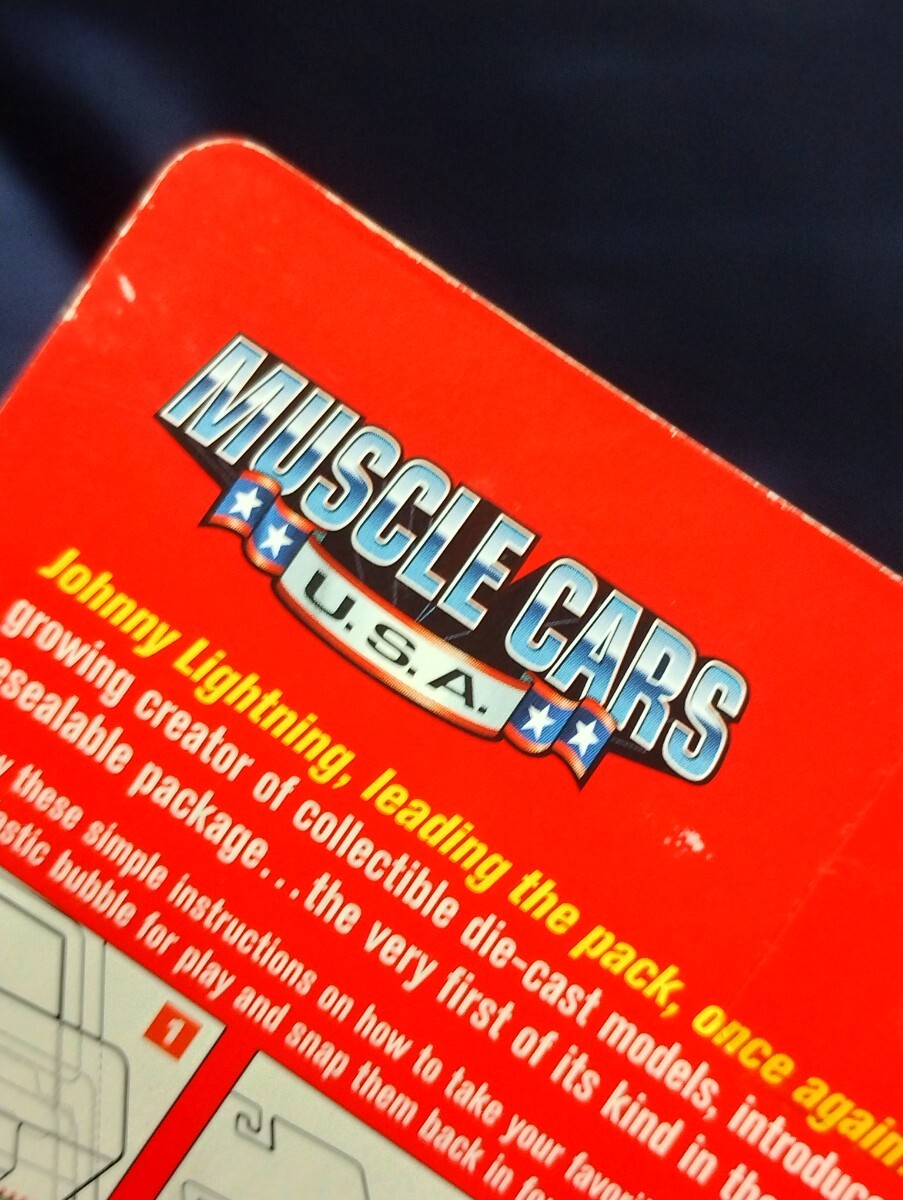 MUSCLE CARS
U.S.A.
Johnny Lightning, leading the pack, once again.
growing creator of collectible die-cast models, introduc
esealable package... the very first of its kind in th
these simple instructions on how to take your favori
astic bubble for play and snap them back in fo
1